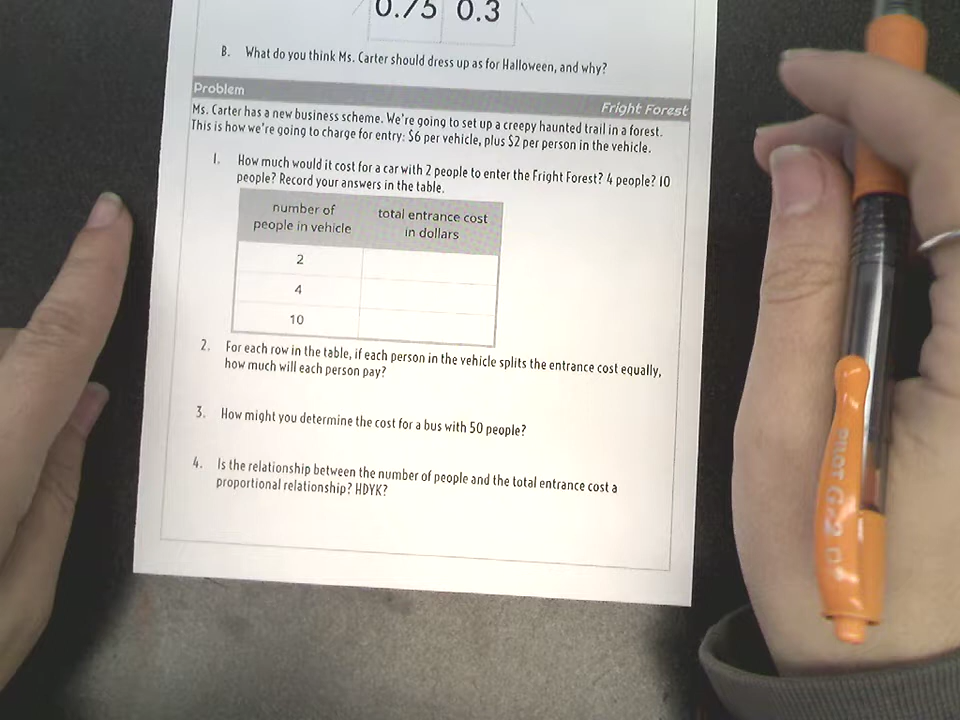 0.75 0.3
B. What do you think Ms. Carter should dress up as for Halloween, and why?
Problem
Fright Forest
Ms. Carter has a new business scheme. We're going to set up a creepy haunted trail in a forest.
This is how we're going to charge for entry: $6 per vehicle, plus $2 per person in the vehicle.
1. How much would it cost for a car with 2 people to enter the Fright Forest? 4 people? 10
people? Record your answers in the table.
number of people in vehicle
total entrance cost in dollars
2
4
10
2. For each row in the table, if each person in the vehicle splits the entrance cost equally,
how much will each person pay?
3. How might you determine the cost for a bus with 50 people?
4. Is the relationship between the number of people and the total entrance cost a
proportional relationship? HDYK?
PILOT G-2